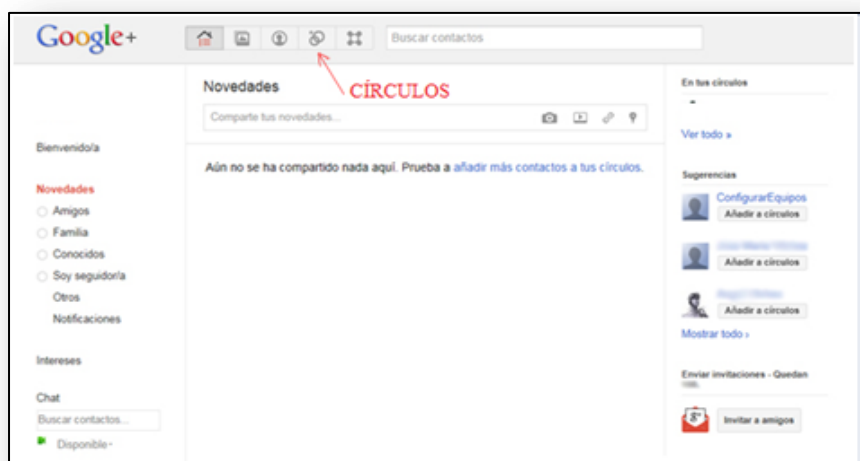 Google+
Buscar contactos
CÍRCULOS
Bienvenido/a
Novedades
Amigos
Familia
Conocidos
Soy seguidor/a
Otros
Notificaciones
Intereses
Chat
Buscar contactos...
Disponible
Novedades
Comparte tus novedades...
Aún no se ha compartido nada aquí. Prueba a añadir más contactos a tus círculos.
En tus círculos
Ver todo »
Sugerencias
ConfigurarEquipos
Añadir a círculos
Añadir a círculos
Añadir a círculos
Mostrar todo ›
Enviar invitaciones - Quedan
Invitar a amigos